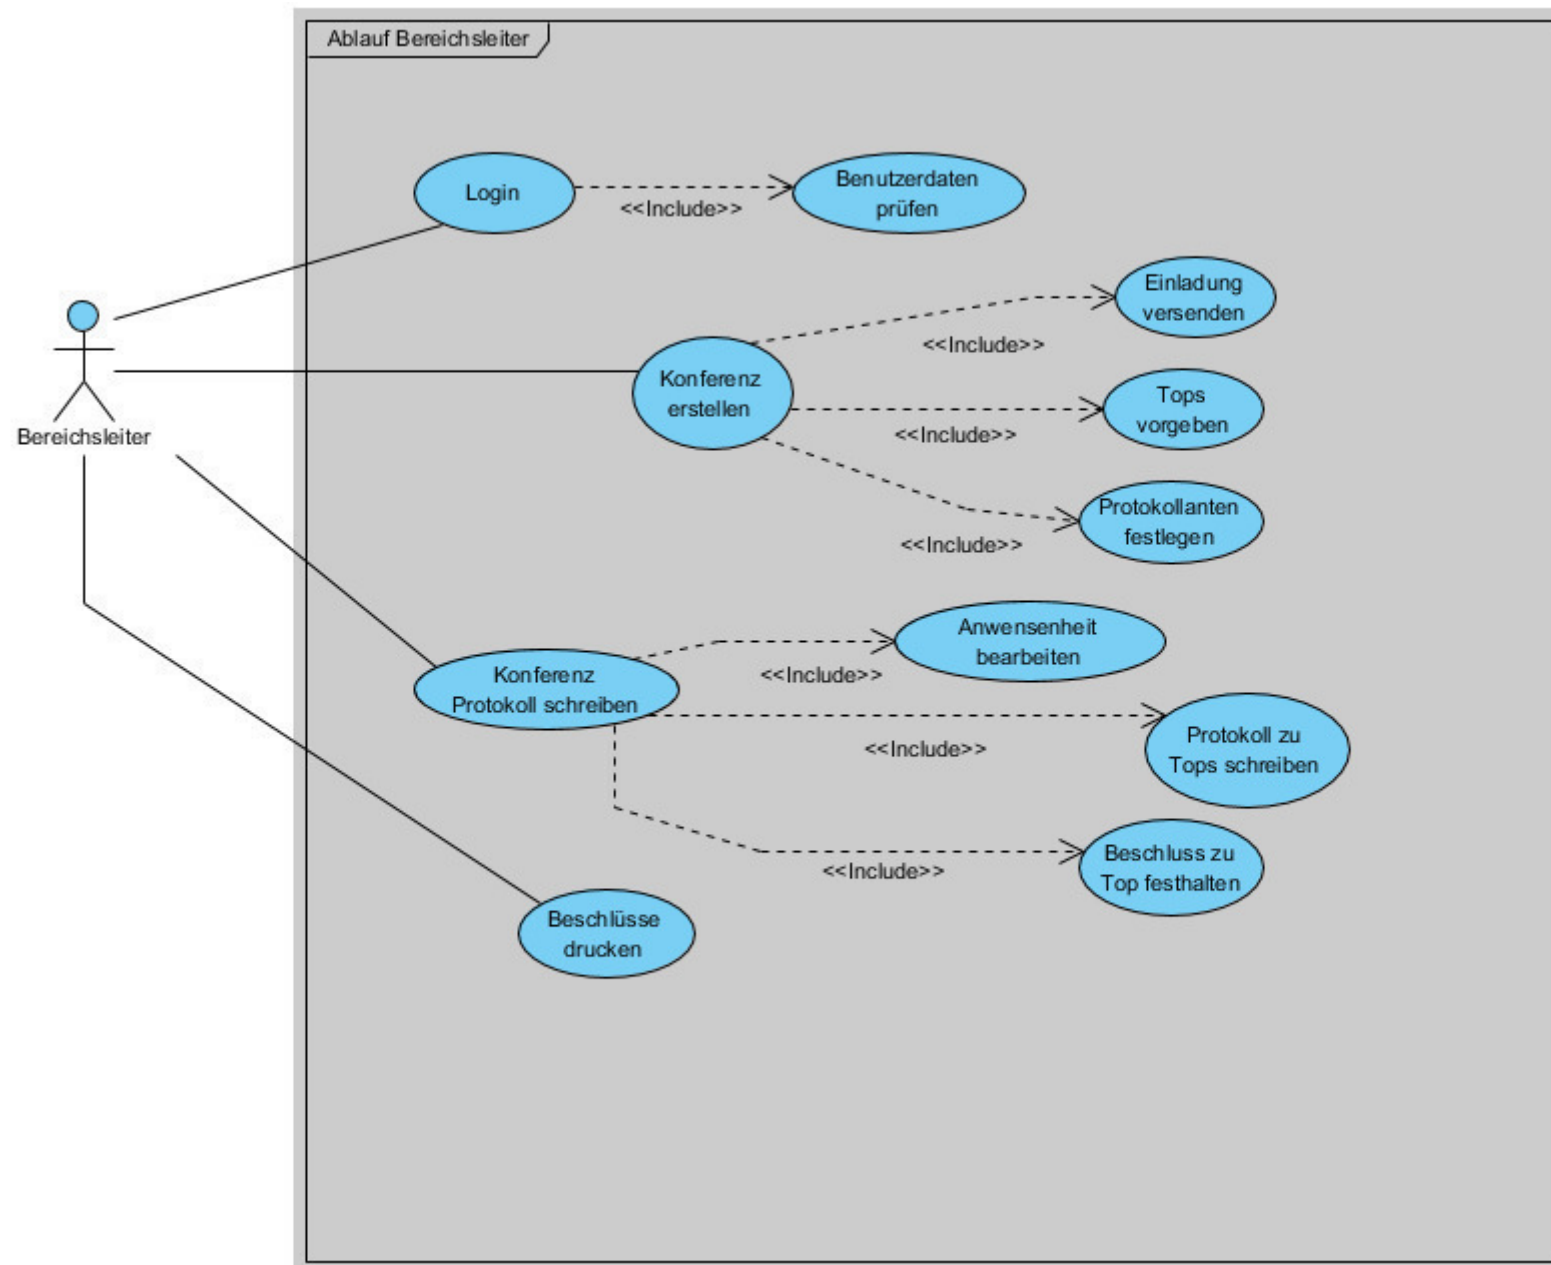 Ablauf Bereichsleiter
Login
<<Include>>
Benutzerdaten
prüfen
Einladung
versenden
<<Include>>
Konferenz
erstellen
Tops
vorgeben
<<Include>>
Bereichsleiter
Protokollanten
festlegen
<<Include>>
Anwensenheit
bearbeiten
<<Include>>
Konferenz
Protokoll schreiben
Protokoll zu
Tops schreiben
<<Include>>
Beschluss zu
Top festhalten
<<Include>>
Beschlüsse
drucken